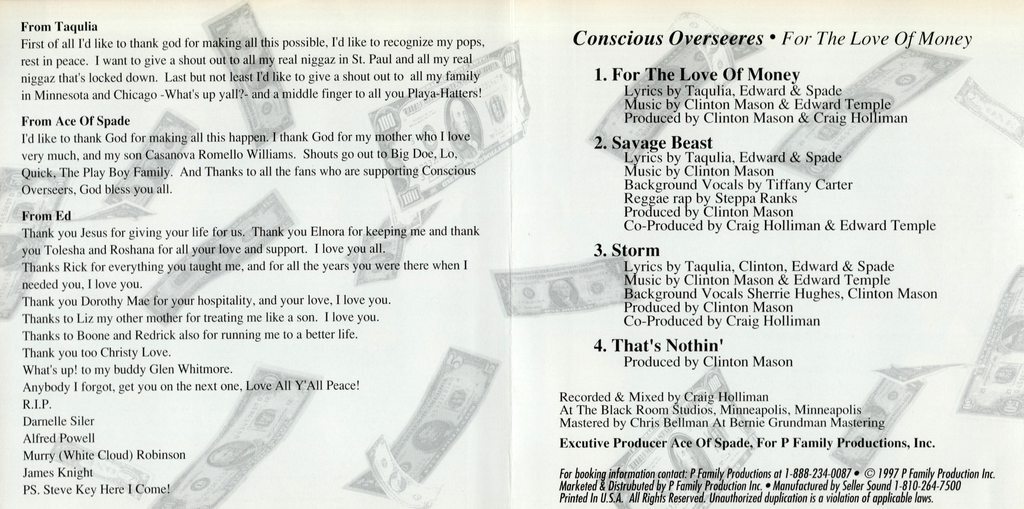 From Taqulia
First of all I'd like to thank god for making all this possible, I'd like to recognize my pops,
rest in peace. I want to give a shout out to all my real niggaz in St. Paul and all my real
niggaz that's locked down. Last but not least I'd like to give a shout out to all my family
in Minnesota and Chicago -What's up yall?- and a middle finger to all you Playa-Hatters!
From Ace Of Spade
I'd like to thank God for making all this happen. I thank God for my mother who I love
very much, and my son Casanova Romello Williams. Shouts go out to Big Doe, Lo,
Quick, The Play Boy Family. And Thanks to all the fans who are supporting Conscious
Overseers, God bless you all.
From Ed
Thank you Jesus for giving your life for us. Thank you Elnora for keeping me and thank
you Tolesha and Roshana for all your love and support. I love you all.
Thanks Rick for everything you taught me, and for all the years you were there when I
needed you, I love you.
Thank you Dorothy Mae for your hospitality, and your love, I love you.
Thanks to Liz my other mother for treating me like a son. I love you.
Thanks to Boone and Redrick also for running me to a better life.
Thank you too Christy Love.
What's up! to my buddy Glen Whitmore.
Anybody I forgot, get you on the next one, Love All Y'All Peace!
R.I.P.
Darnelle Siler
Alfred Powell
Murry (White Cloud) Robinson
James Knight
PS. Steve Key Here I Come!
Conscious Overseeres • For The Love Of Money
1. For The Love Of Money
Lyrics by Taqulia, Edward & Spade
Music by Clinton Mason & Edward Temple
Produced by Clinton Mason & Craig Holliman
2. Savage Beast
Lyrics by Taqulia, Edward & Spade
Music by Clinton Mason
Background Vocals by Tiffany Carter
Reggae rap by Steppa Ranks
Produced by Clinton Mason
Co-Produced by Craig Holliman & Edward Temple
3. Storm
Lyrics by Taqulia, Clinton, Edward & Spade
Music by Clinton Mason & Edward Temple
Background Vocals Sherrie Hughes, Clinton Mason
Produced by Clinton Mason
Co-Produced by Craig Holliman
4. That's Nothin'
Produced by Clinton Mason
Recorded & Mixed by Craig Holliman
At The Black Room Studios, Minneapolis, Minneapolis
Mastered by Chris Bellman At Bernie Grundman Mastering
Excutive Producer Ace Of Spade, For P Family Productions, Inc.
For booking information contact: P Family Productions at 1-888-234-0087 • © 1997 P Family Production Inc.
Marketed & Distrubuted by P Family Production Inc. • Manufactured by Seller Sound 1-810-264-7500
Printed In U.S.A. All Rights Reserved. Unauthorized duplication is a violation of applicable laws.